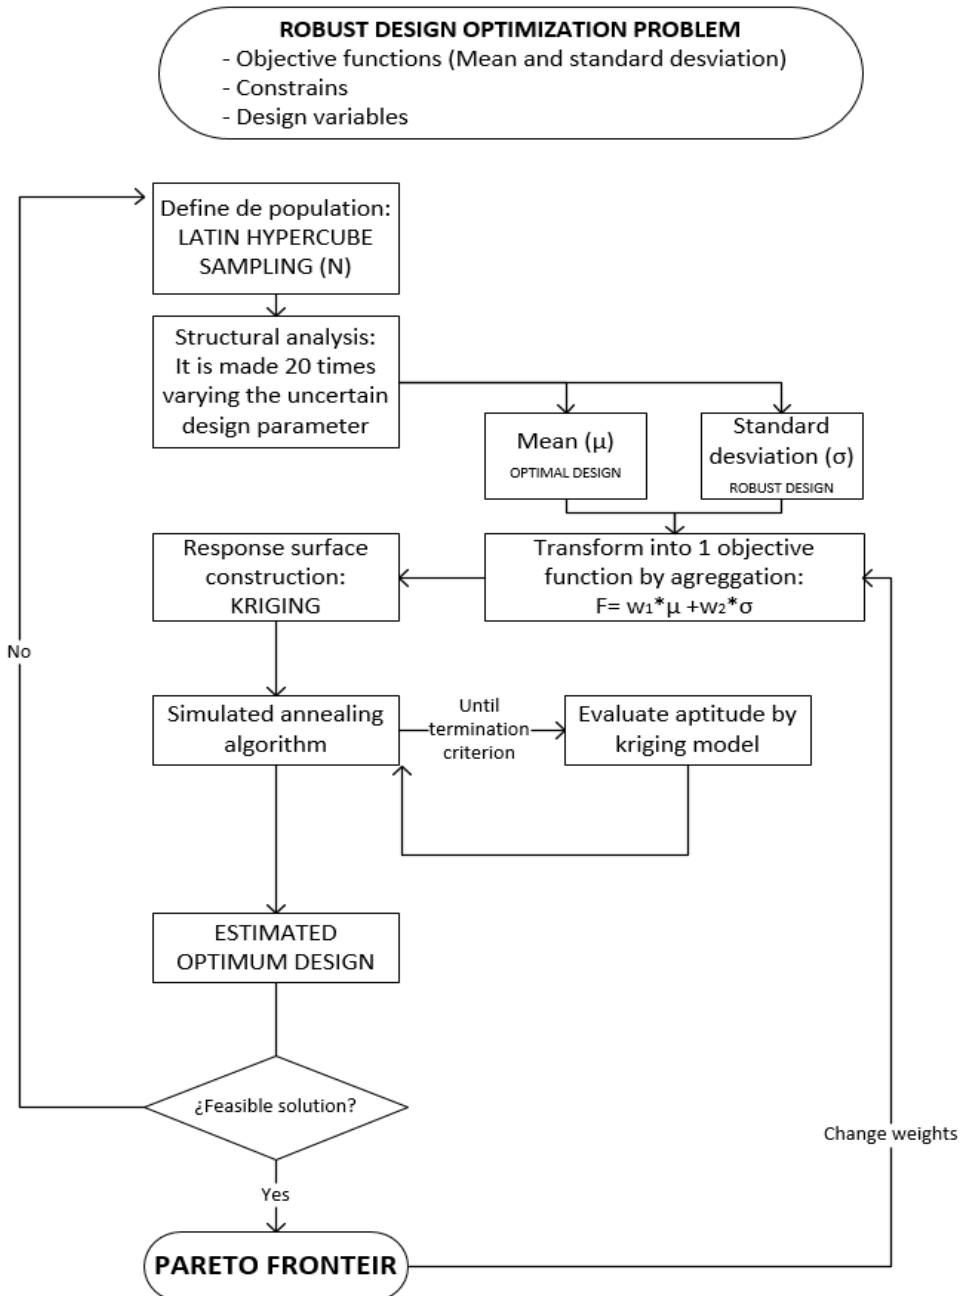 ROBUST DESIGN OPTIMIZATION PROBLEM
- Objective functions (Mean and standard desviation)
- Constrains
- Design variables
Define de population:
LATIN HYPERCUBE
SAMPLING (N)
Structural analysis:
It is made 20 times
varying the uncertain
design parameter
Mean (μ)
OPTIMAL DESIGN
Standard
desviation (σ)
ROBUST DESIGN
Response surface
construction:
KRIGING
Transform into 1 objective
function by agreggation:
F= w₁*μ +w₂*σ
No
Simulated annealing
algorithm
Until
termination
criterion
Evaluate aptitude by
kriging model
ESTIMATED
OPTIMUM DESIGN
¿Feasible solution?
Change weights
Yes
PARETO FRONTEIR